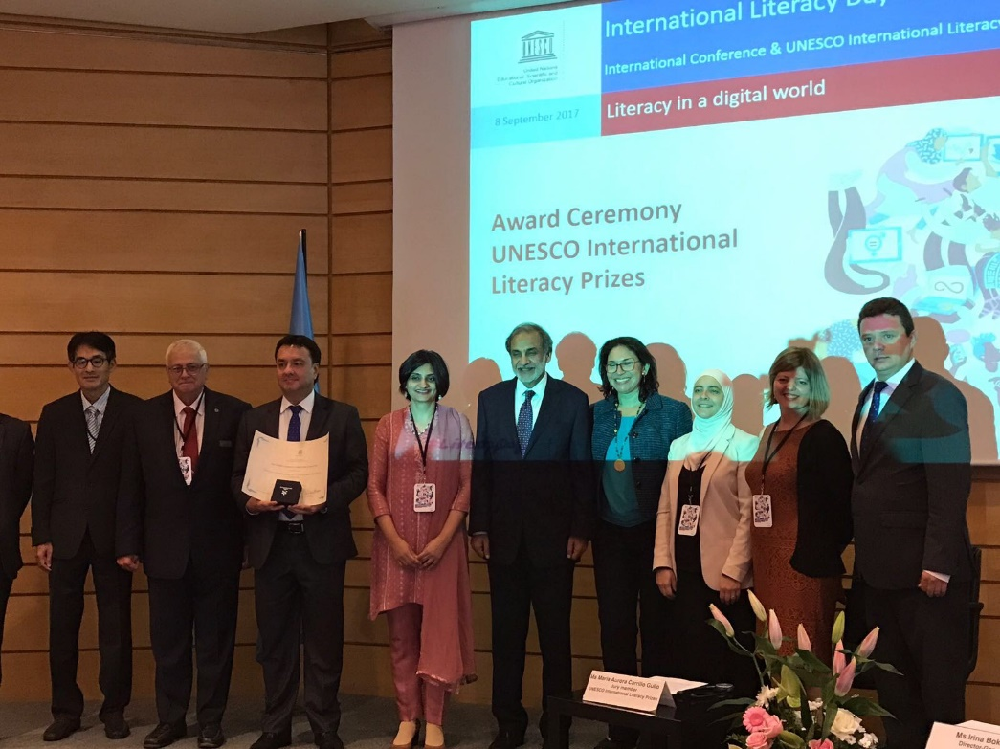 International Literacy Day
International Conference & UNESCO International Literacy
United Nations
Educational, Scientific and
Cultural Organization
8 September 2017
Literacy in a digital world
Award Ceremony
UNESCO International
Literacy Prizes
Ms Maria Aurora Carrillo Gullo
Jury member
UNESCO International Literacy Prizes
Ms Irina Bok
Director-Ge